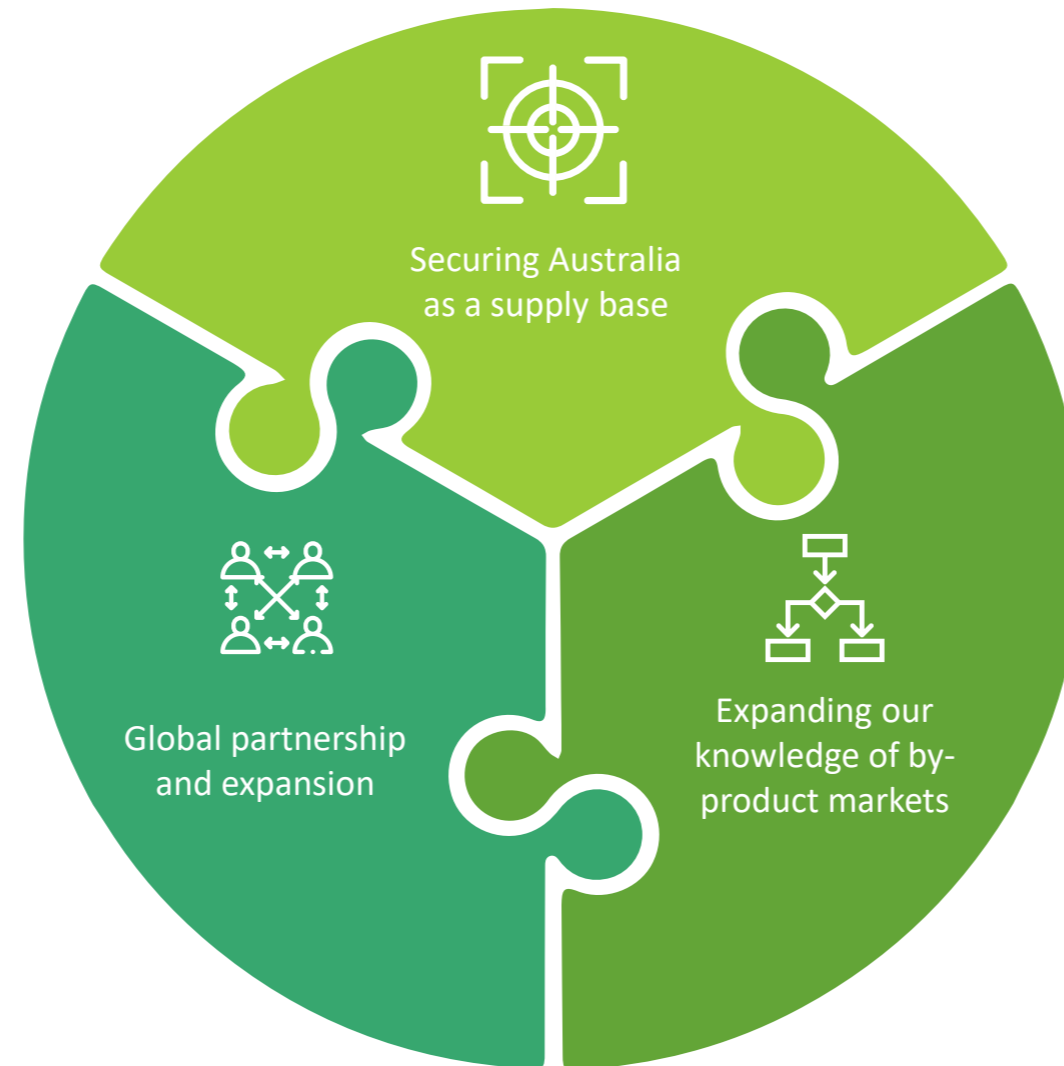 Securing Australia
as a supply base
Global partnership
and expansion
Expanding our
knowledge of by-
product markets